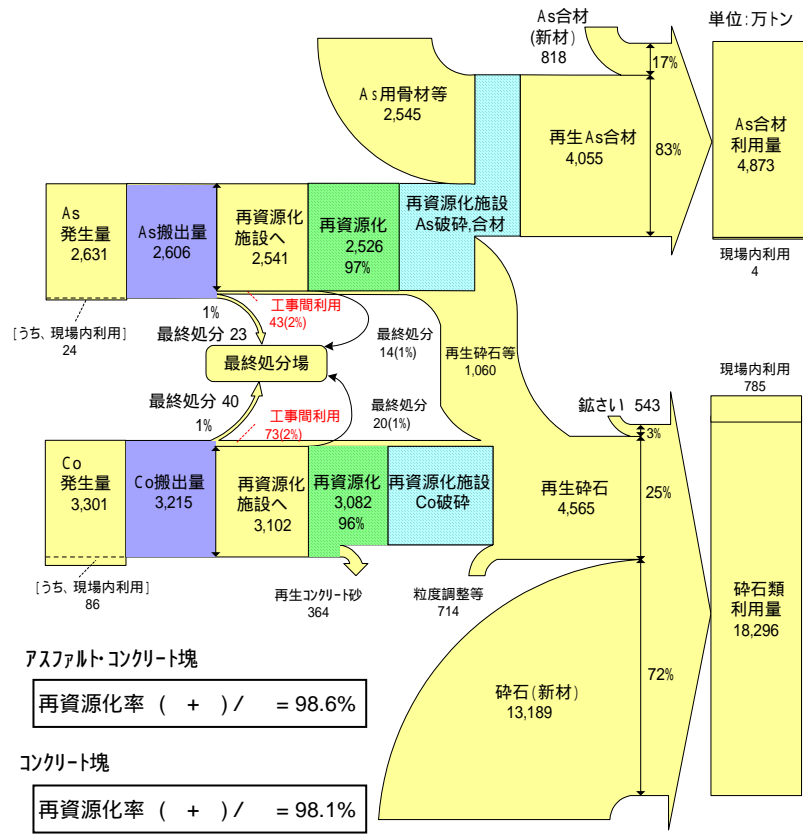 単位:万トン
As合材
(新材)
818
17%
As用骨材等
2,545
再生As合材
4,055
83%
As合材
利用量
4,873
現場内利用
4
As
発生量
2,631
As搬出量
2,606
再資源化
施設へ
2,541
再資源化
2,526
97%
再資源化施設
As破砕,合材
[うち、現場内利用]
24
1%
最終処分 23
工事間利用
43(2%)
最終処分
14(1%)
最終処分場
再生砕石等
1,060
最終処分 40
1%
工事間利用
73(2%)
最終処分
20(1%)
鉱さい 543
3%
現場内利用
785
Co
発生量
3,301
Co搬出量
3,215
再資源化
施設へ
3,102
再資源化
3,082
96%
再資源化施設
Co破砕
再生砕石
4,565
25%
[うち、現場内利用]
86
再生コンクリート砂
364
粒度調整等
714
砕石類
利用量
18,296
砕石(新材)
13,189
72%
アスファルト・コンクリート塊
再資源化率 ( + )/ = 98.6%
コンクリート塊
再資源化率 ( + )/ = 98.1%